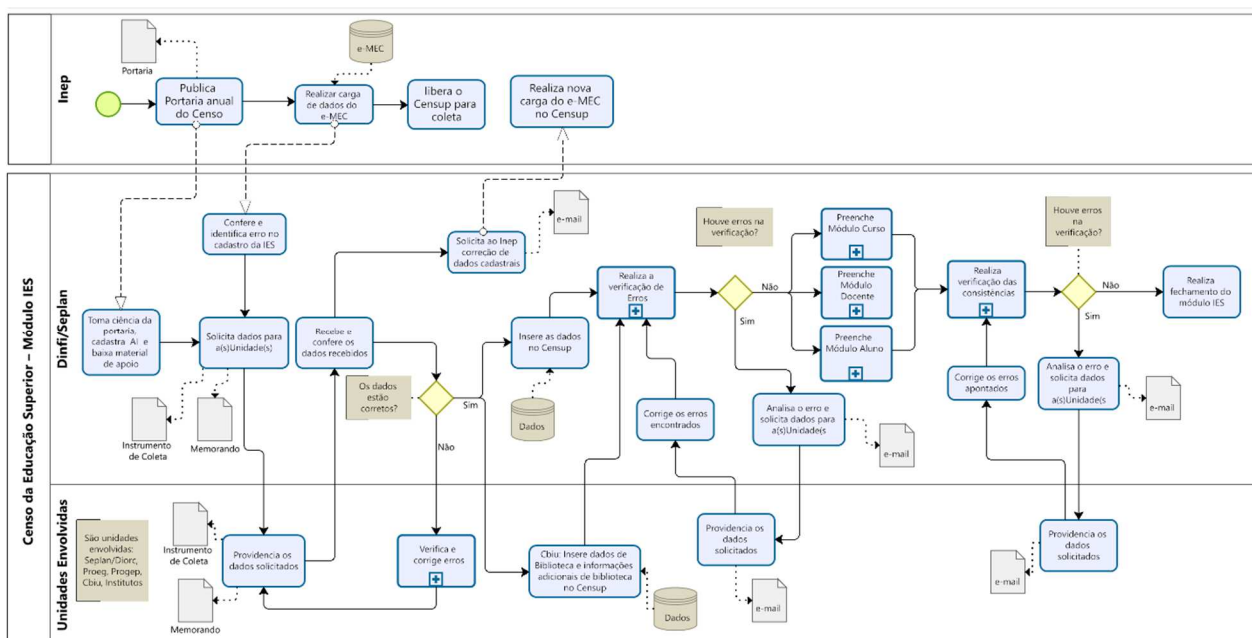 Inep
Portaria
e-MEC
Publica
Portaria anual
do Censo
Realizar carga
de dados do
e-MEC
libera o
Censup para
coleta
Realiza nova
carga do e-MEC
no Censup
Censo da Educação Superior – Módulo IES
Dinfi/Seplan
Confere e
identifica erro no
cadastro da IES
Solicita ao Inep
correção de
dados cadastrais
e-mail
Houve erros na
verificação?
Preenche
Módulo Curso
Houve erros
na
verificação?
Toma ciência da
portaria,
cadastra AI e
baixa material
de apoio
Solicita dados para
a(s)Unidade(s)
Recebe e
confere os
dados recebidos
Insere as dados
no Censup
Realiza a
verificação de
Erros
Não
Preenche
Módulo
Docente
Realiza
verificação das
consistências
Não
Realiza
fechamento do
módulo IES
Sim
Sim
Preenche
Módulo Aluno
Os dados
estão
corretos?
Sim
Não
Instrumento
de Coleta
Memorando
Dados
Corrige os erros
encontrados
Analisa o erro e
solicita dados para
a(s)Unidade(s
e-mail
Corrige os erros
apontados
Analisa o erro e
solicita dados
para
a(s)Unidade(s
e-mail
Unidades Envolvidas
São unidades
envolvidas:
Seplan/Diorc,
Proeg, Progep,
Cbiu, Institutos
Instrumento
de Coleta
Memorando
Providencia os
dados solicitados
Verifica e
corrige erros
Cbiu: Insere dados de
Biblioteca e informações
adicionais de biblioteca
no Censup
Dados
Providencia os
dados
solicitados
e-mail
Providencia os
dados
solicitados
e-mail